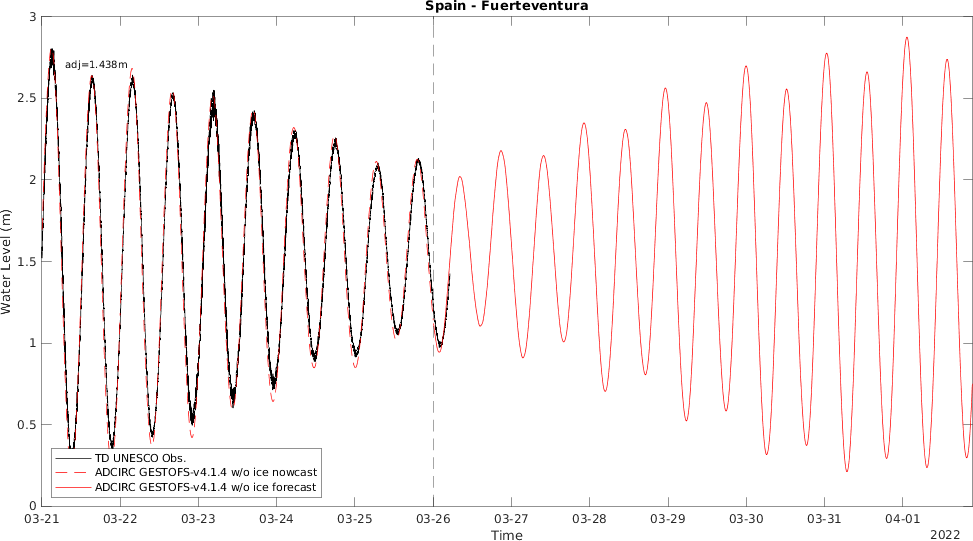 Spain - Fuerteventura
adj=1.438m
Water Level (m)
3
2.5
2
1.5
1
0.5
0
TD UNESCO Obs.
ADCIRC GESTOFS-v4.1.4 w/o ice nowcast
ADCIRC GESTOFS-v4.1.4 w/o ice forecast
03-21 03-22 03-23 03-24 03-25 03-26 03-27 03-28 03-29 03-30 03-31 04-01
Time
2022